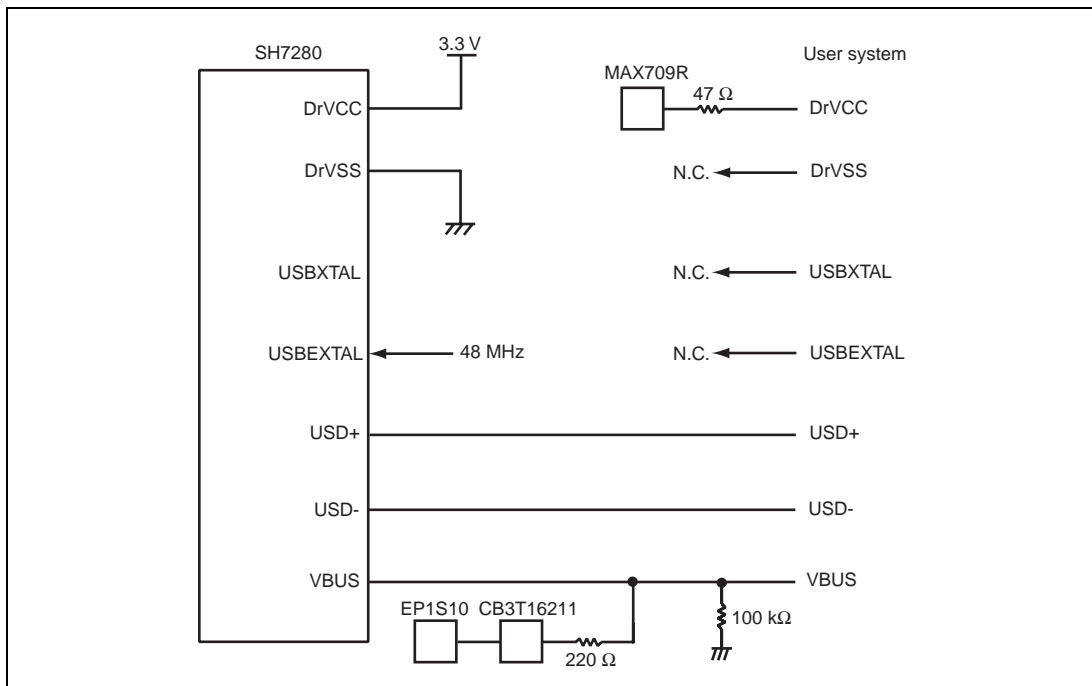 SH7280
3.3 V
User system
MAX709R
47 Ω
DrVCC
DrVCC
DrVSS
N.C.
DrVSS
USBXTAL
N.C.
USBXTAL
USBEXTAL
48 MHz
N.C.
USBEXTAL
USD+
USD+
USD-
USD-
VBUS
VBUS
EP1S10
CB3T16211
100 kΩ
220 Ω